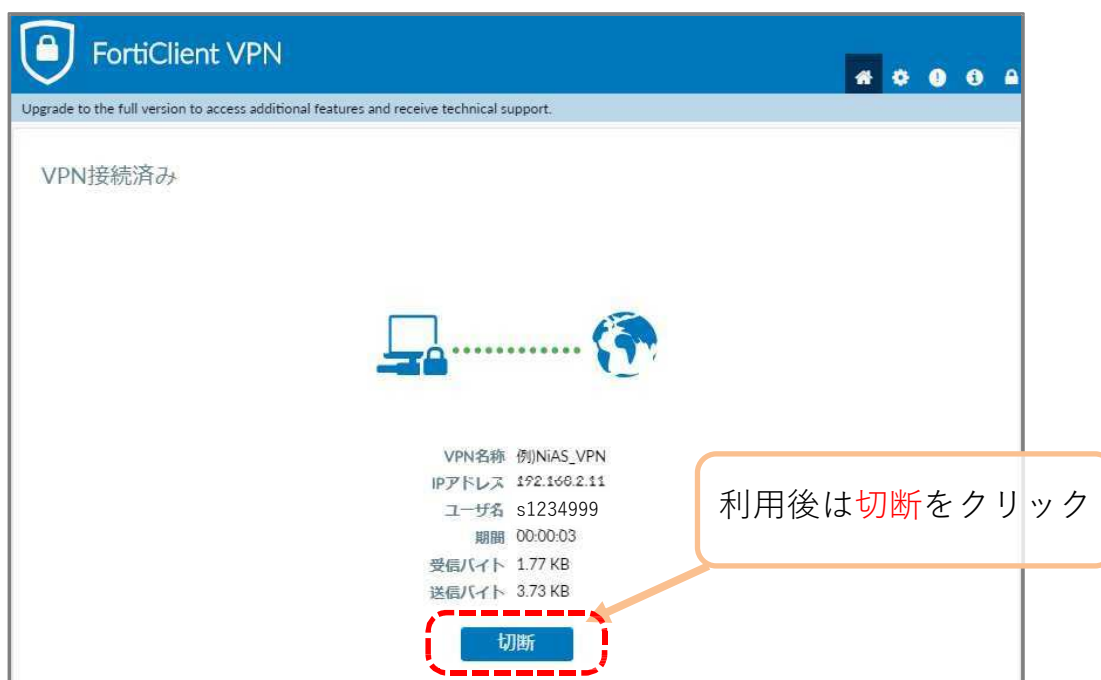 FortiClient VPN
Upgrade to the full version to access additional features and receive technical support.
VPN接続済み
VPN名称 例)NiAS_VPN
IPアドレス 192.168.2.11
ユーザ名 s1234999
期間 00:00:03
受信バイト 1.77 KB
送信バイト 3.73 KB
利用後は切断をクリック
切断